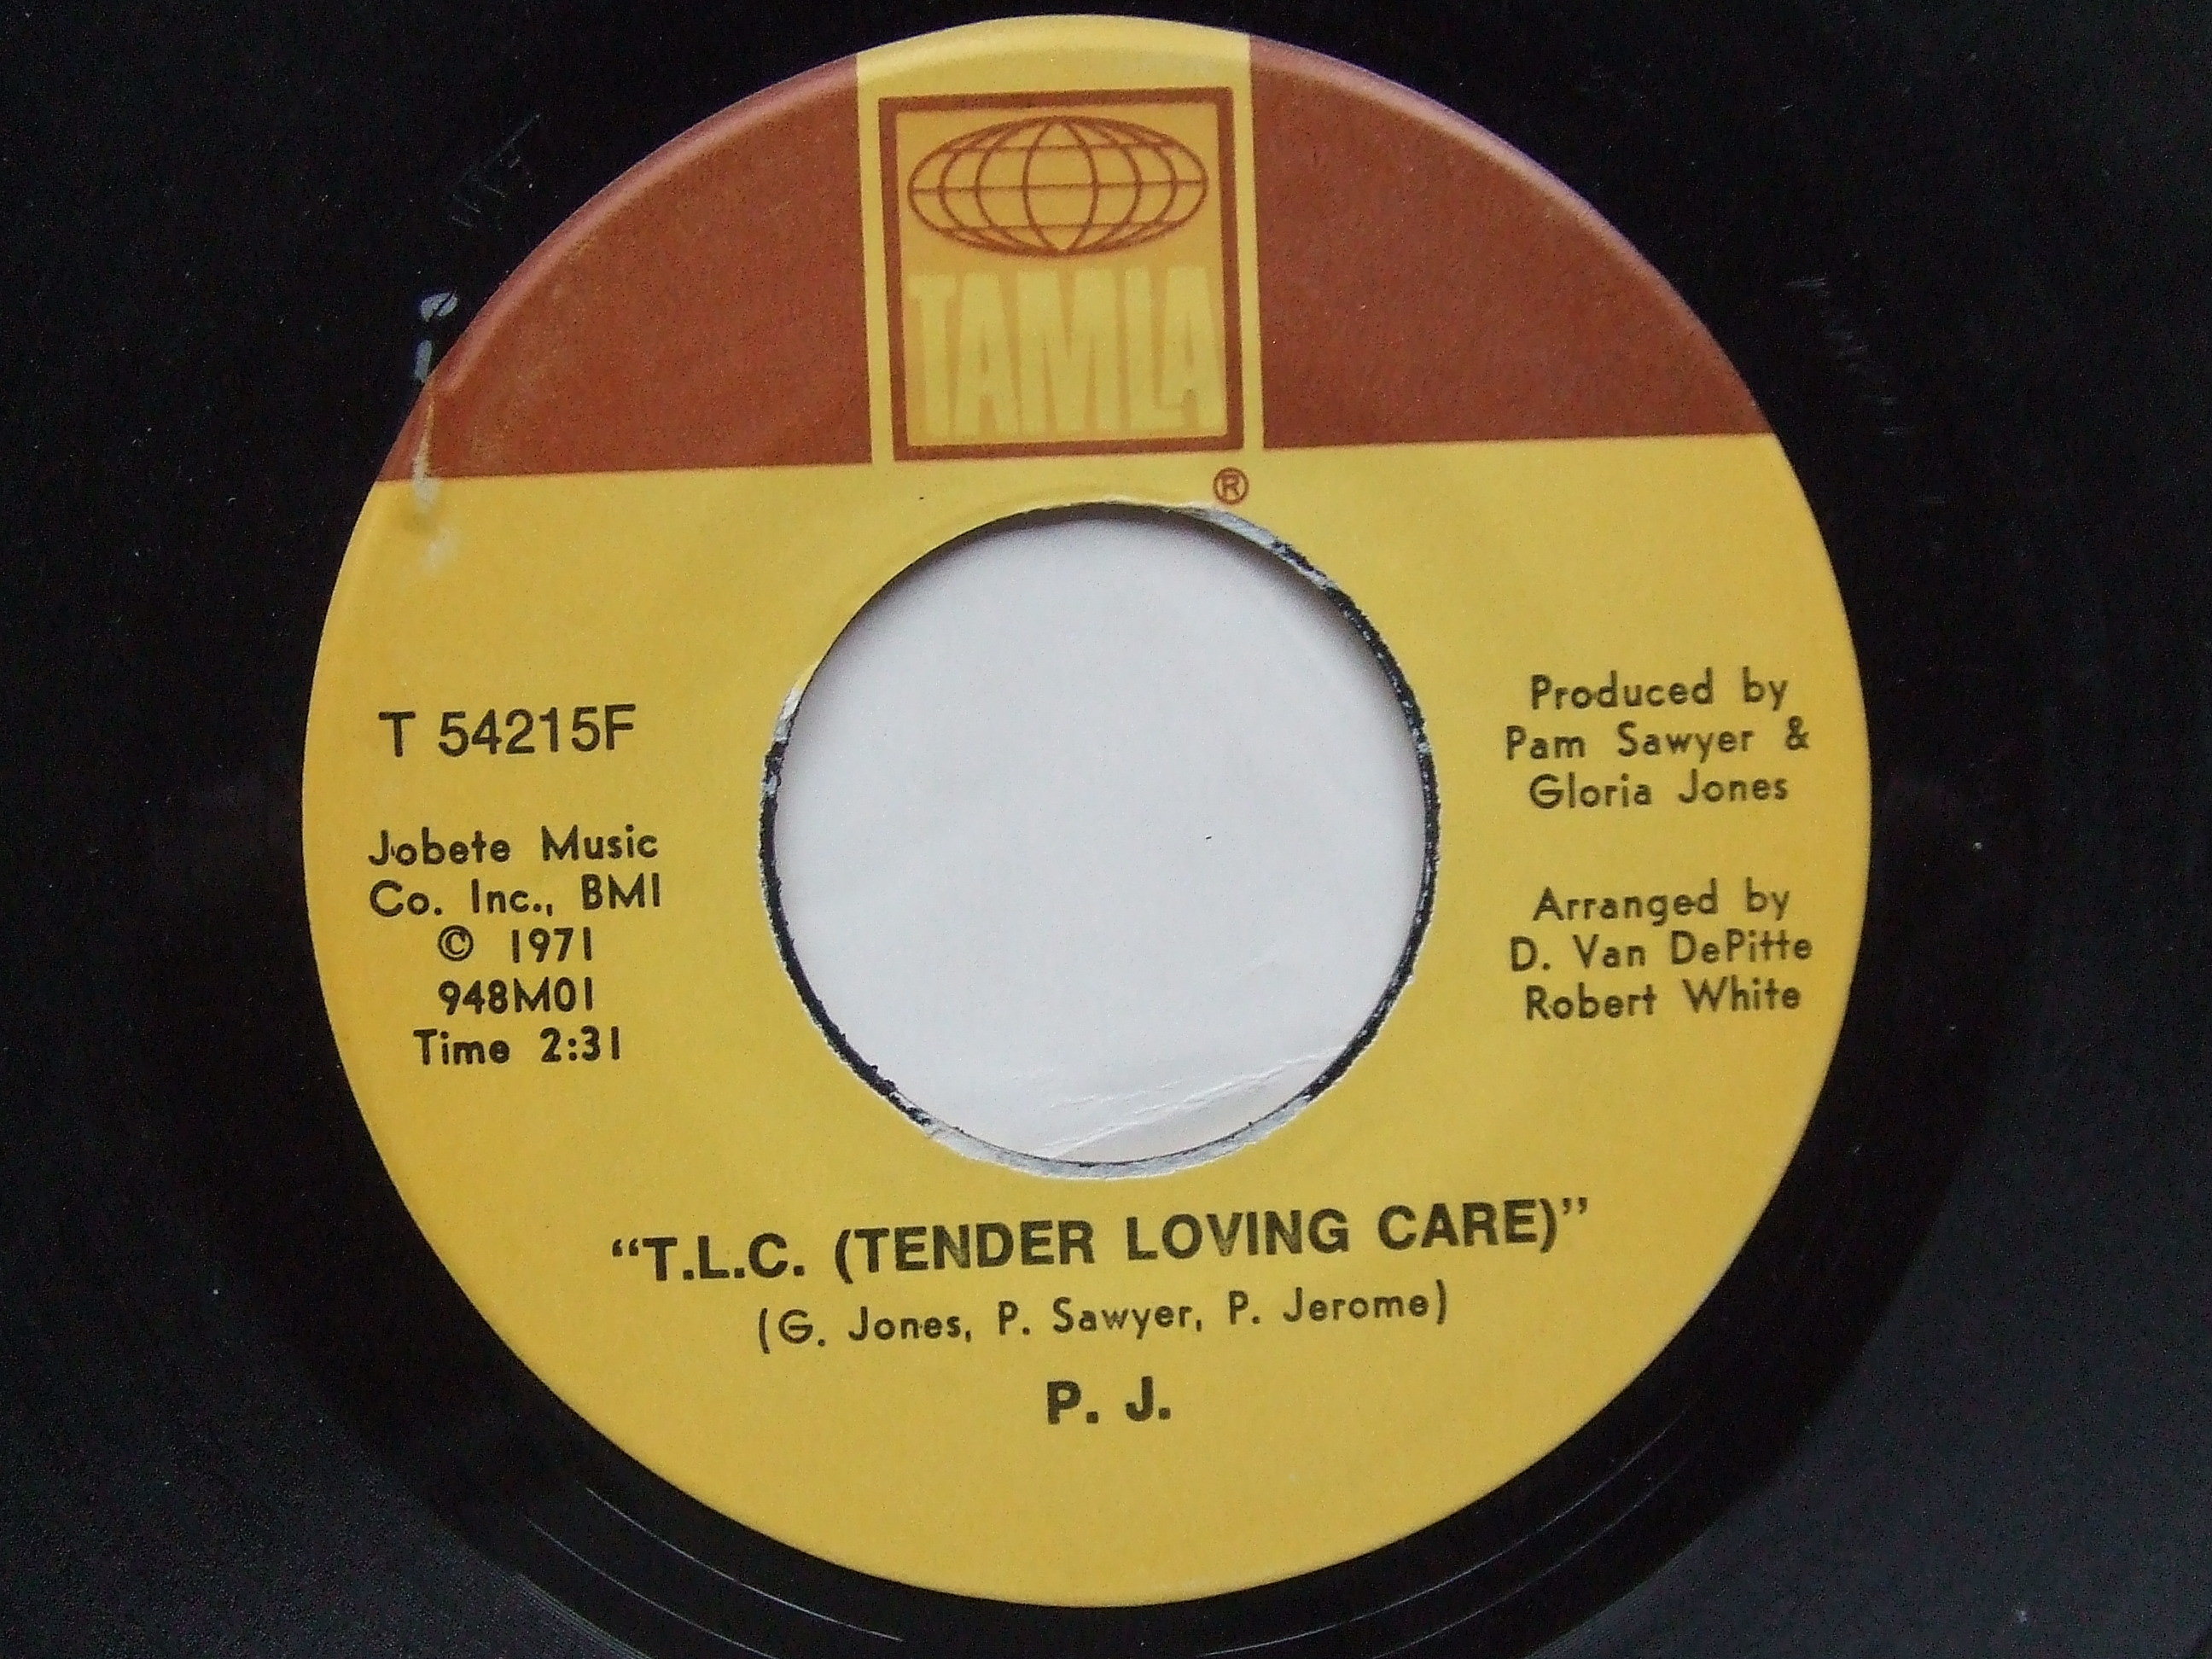 TAMLA
®
T 54215F
Jobete Music
Co. Inc., BMI
© 1971
948M01
Time 2:31
Produced by
Pam Sawyer &
Gloria Jones
Arranged by
D. Van DePitte
Robert White
“T.L.C. (TENDER LOVING CARE)”
(G. Jones, P. Sawyer, P. Jerome)
P. J.